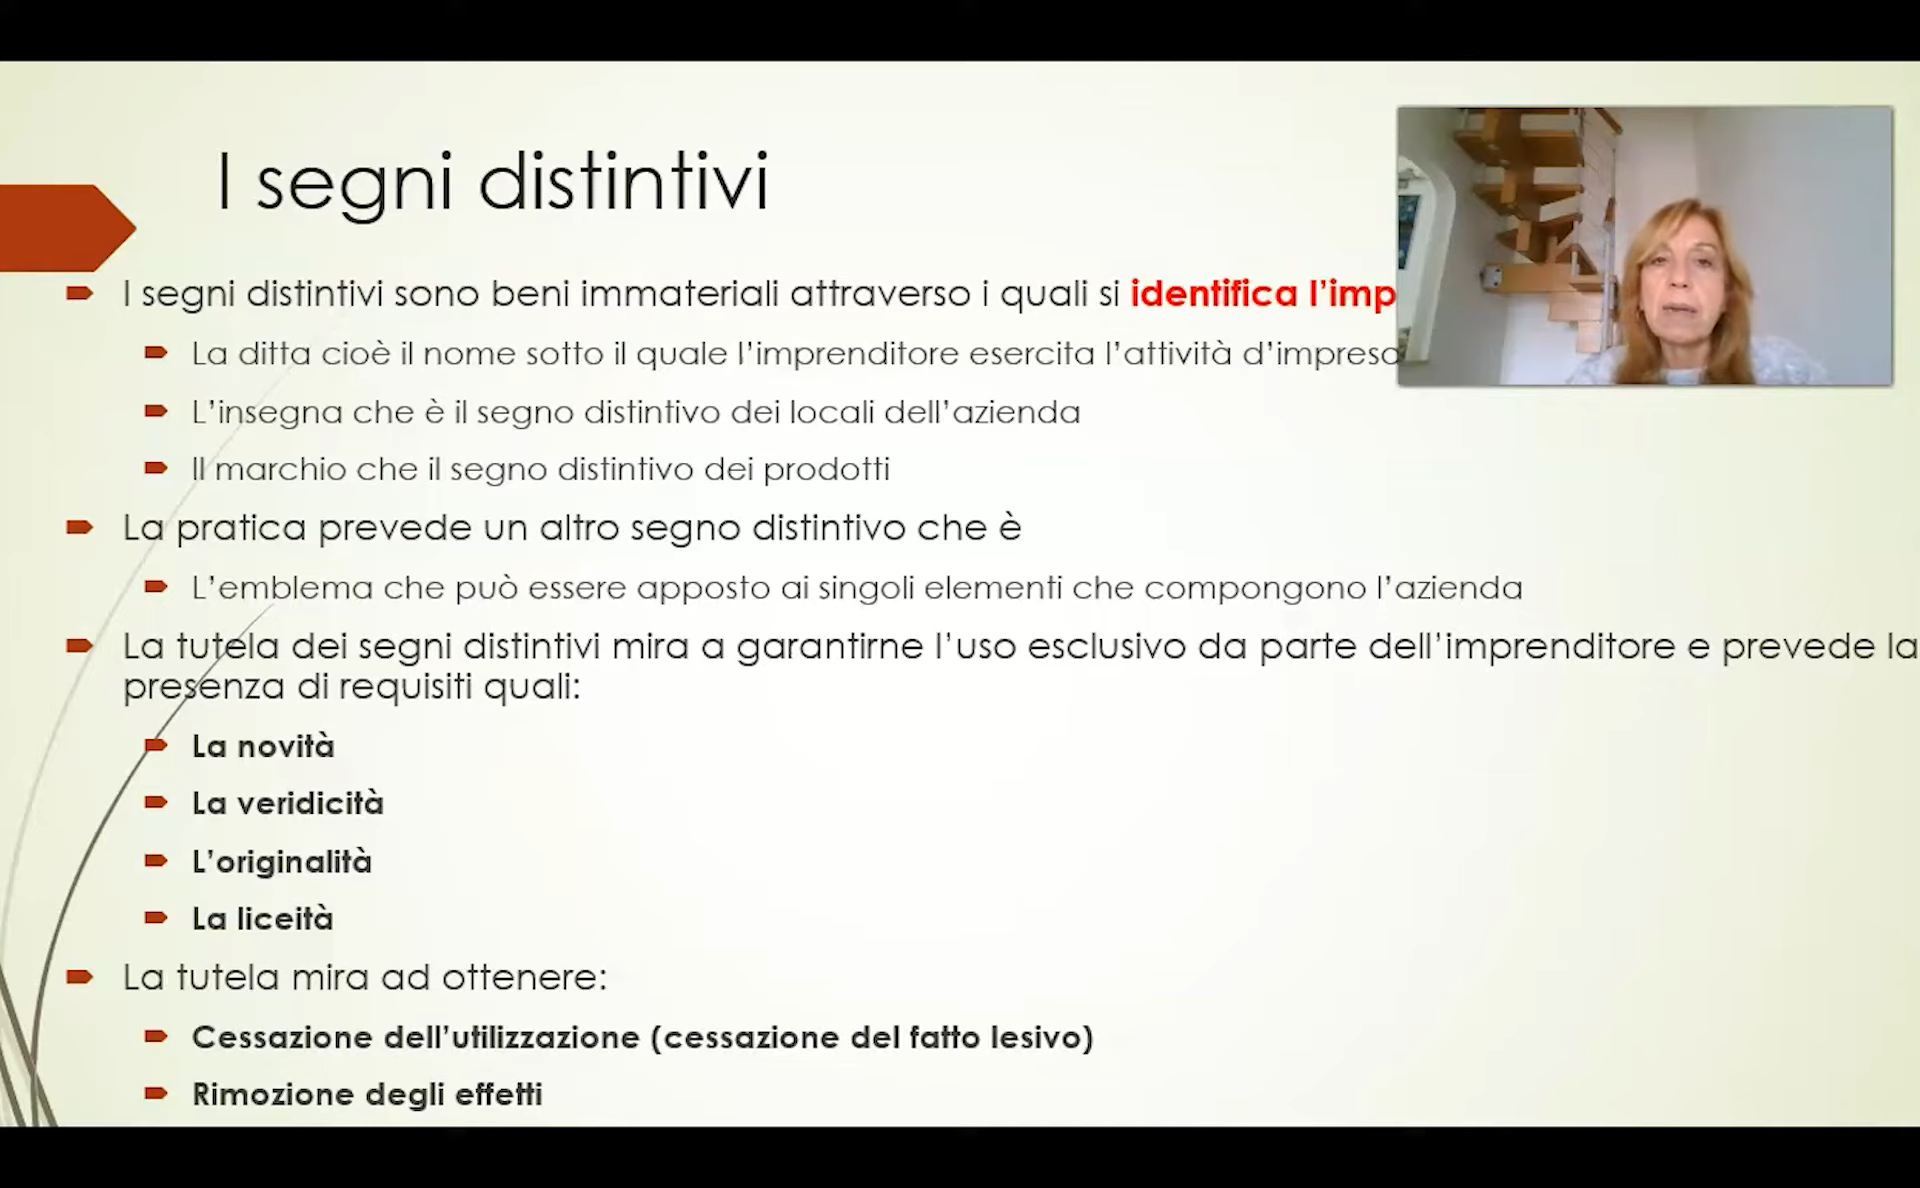 I segni distintivi
I segni distintivi sono beni immateriali attraverso i quali si identifica l’imp
La ditta cioè il nome sotto il quale l’imprenditore esercita l’attività d’impresa
L’insegna che è il segno distintivo dei locali dell’azienda
Il marchio che il segno distintivo dei prodotti
La pratica prevede un altro segno distintivo che è
L’emblema che può essere apposto ai singoli elementi che compongono l’azienda
La tutela dei segni distintivi mira a garantirne l’uso esclusivo da parte dell’imprenditore e prevede la
presenza di requisiti quali:
La novità
La veridicità
L’originalità
La liceità
La tutela mira ad ottenere:
Cessazione dell’utilizzazione (cessazione del fatto lesivo)
Rimozione degli effetti